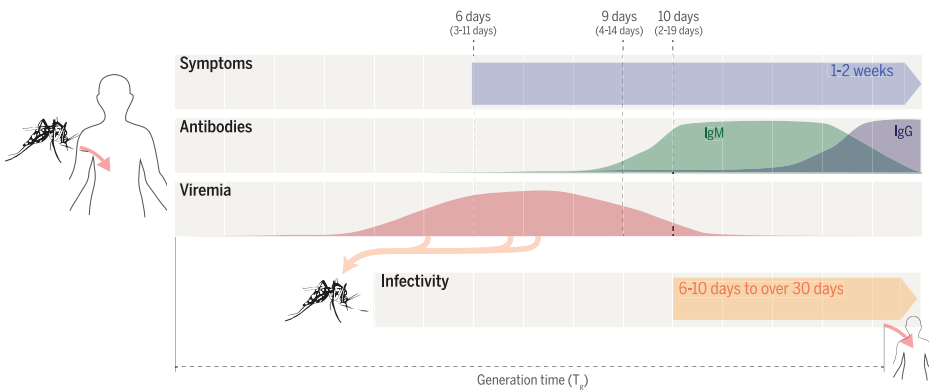 6 days
(3-11 days)
9 days
(4-14 days)
10 days
(2-19 days)
Symptoms
1-2 weeks
Antibodies
IgM
IgG
Viremia
Infectivity
6-10 days to over 30 days
Generation time (Tg)